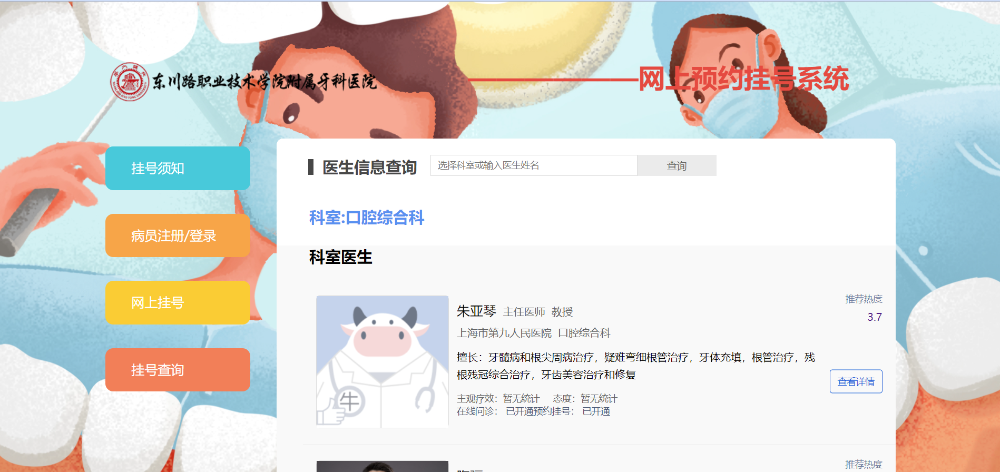 东川路职业技术学院附属牙科医院
网上预约挂号系统
挂号须知
病员注册/登录
网上挂号
挂号查询
医生信息查询
选择科室或输入医生姓名
查询
科室:口腔综合科
科室医生
牛
朱亚琴 主任医师 教授
上海市第九人民医院 口腔综合科
擅长：牙髓病和根尖周病治疗，疑难弯细根管治疗，牙体充填，根管治疗，残
根残冠综合治疗，牙齿美容治疗和修复
主观疗效：暂无统计 态度：暂无统计
在线问诊： 已开通预约挂号： 已开通
推荐热度
3.7
查看详情
推荐热度